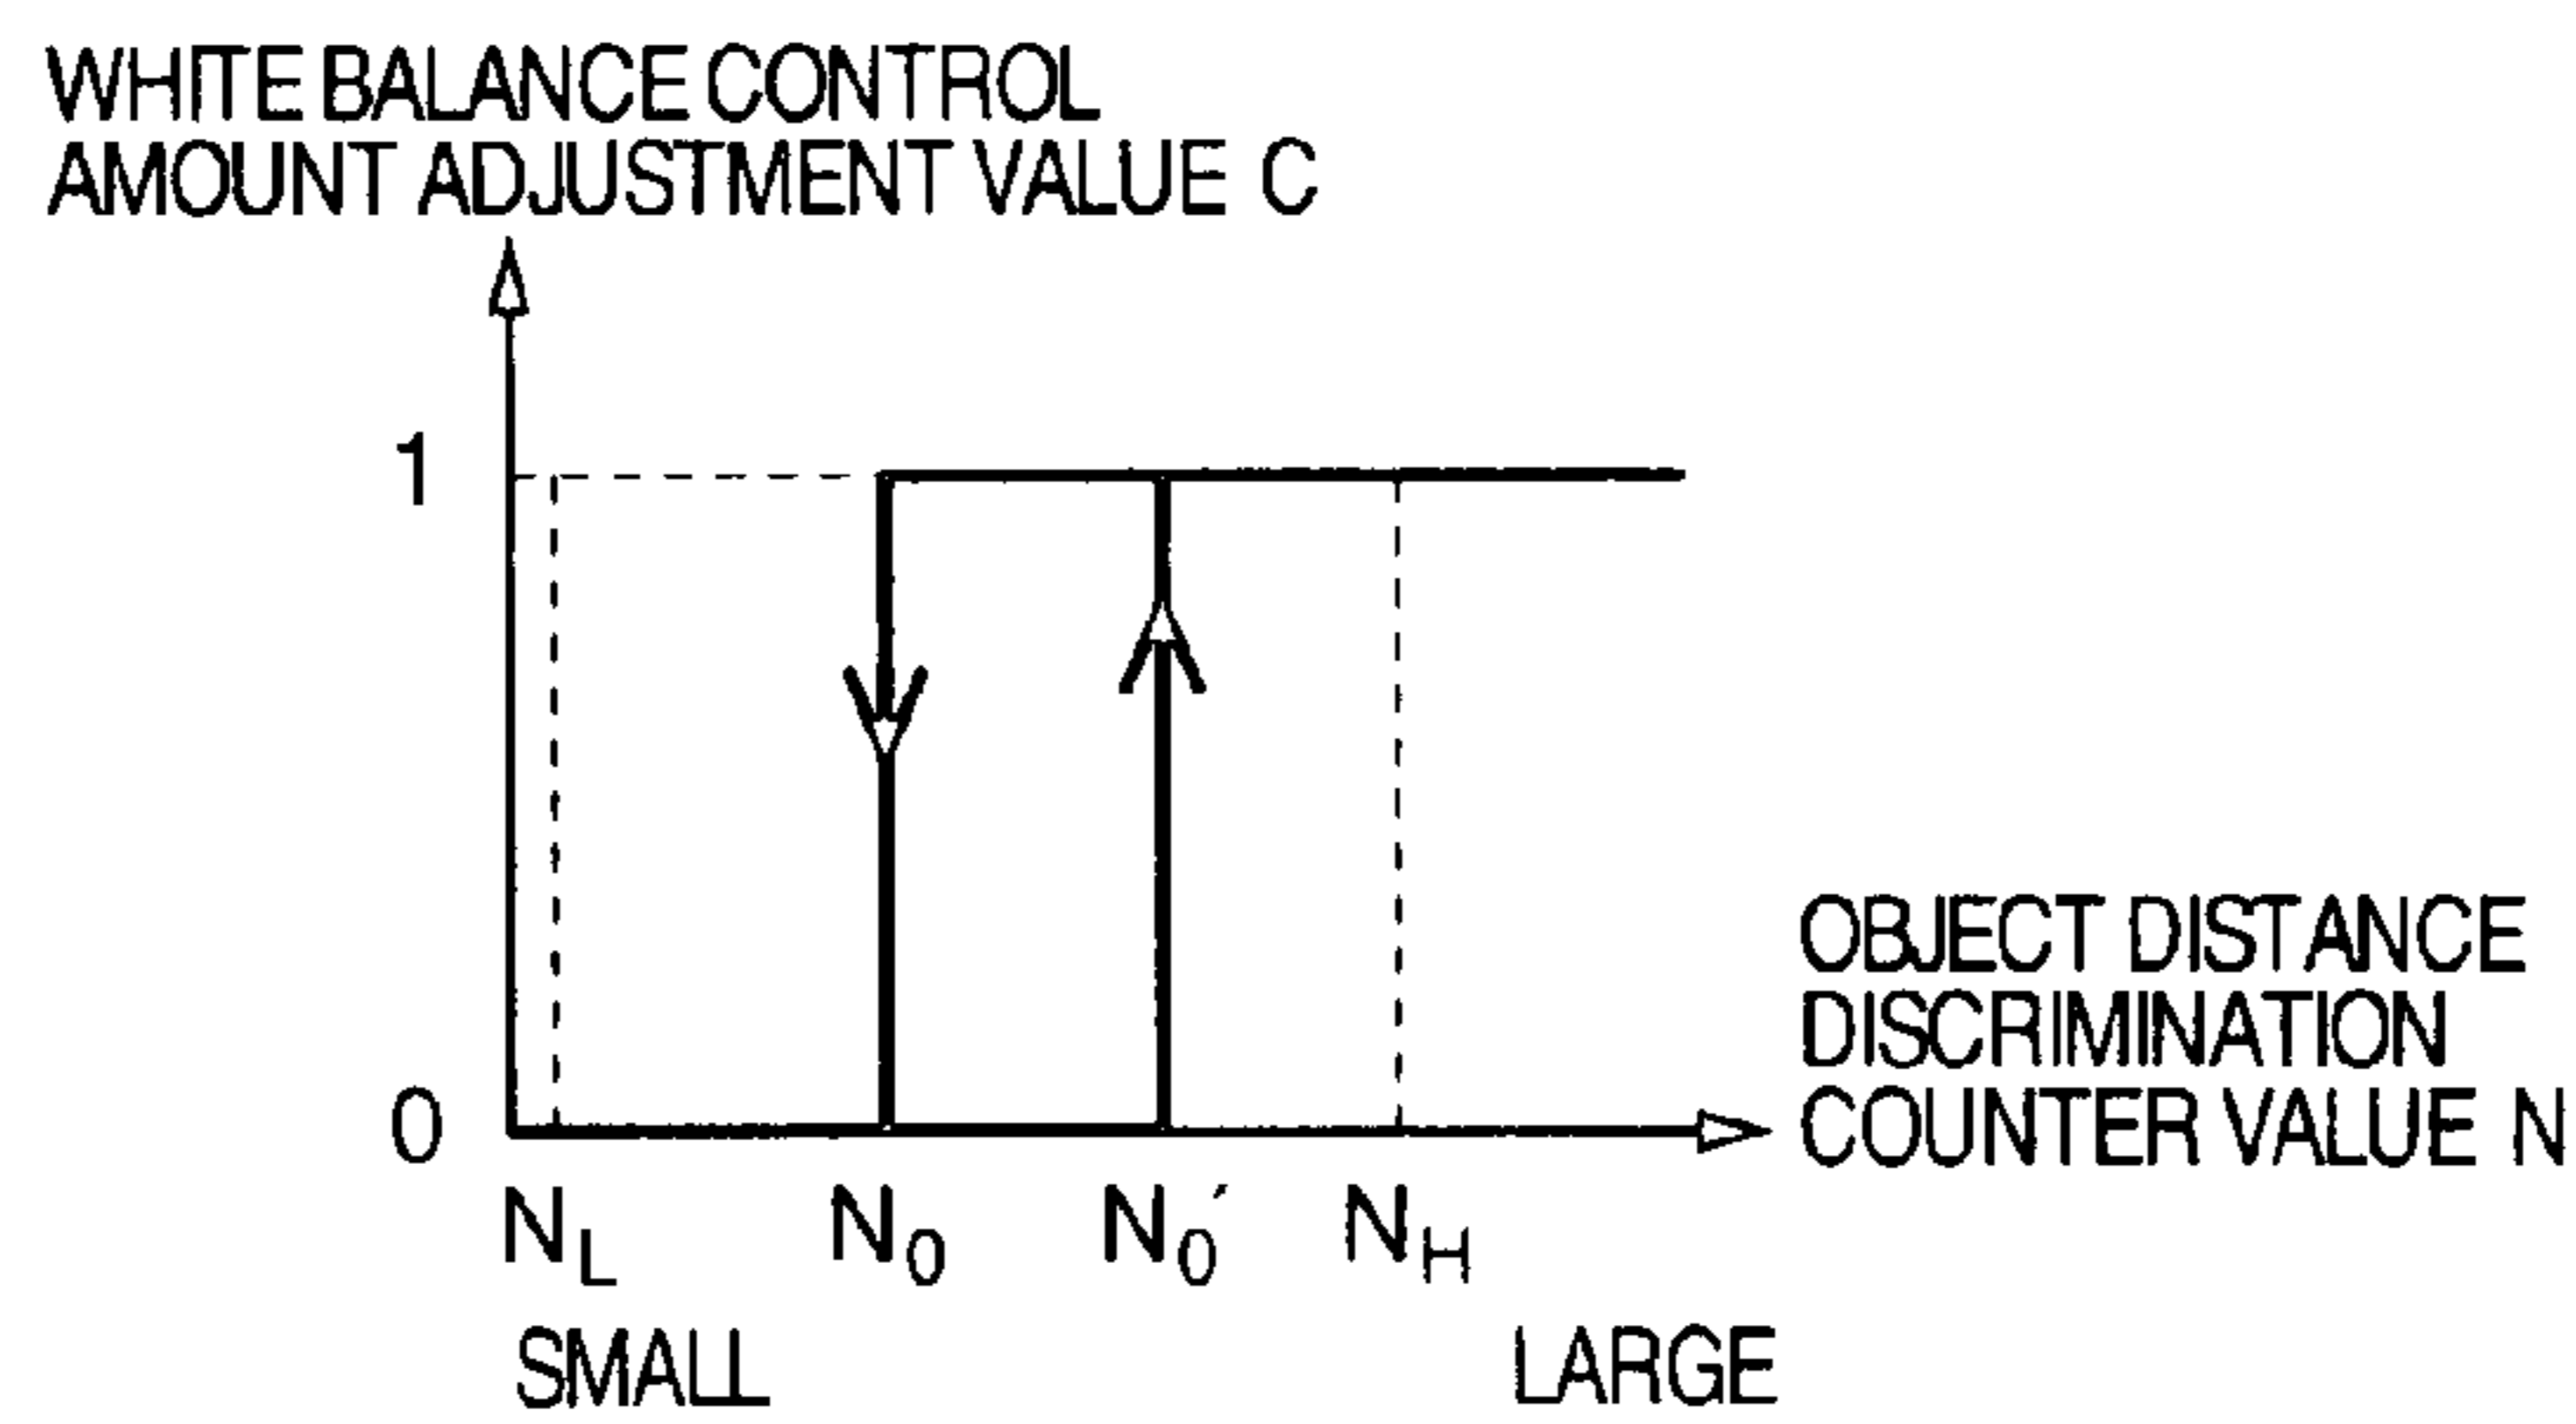 WHITE BALANCE CONTROL
AMOUNT ADJUSTMENT VALUE C
1
0
OBJECT DISTANCE
DISCRIMINATION
COUNTER VALUE N
N_L N_0 N_0′ N_H
SMALL LARGE